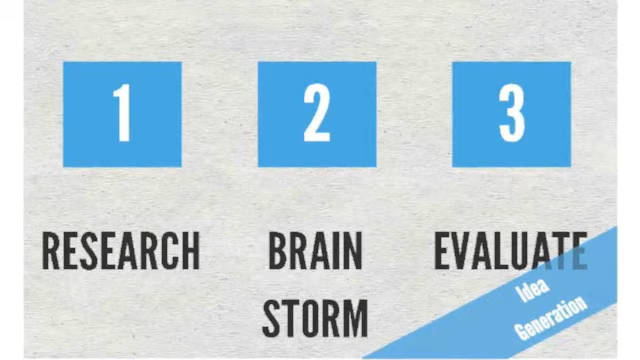 1 2 3
RESEARCH BRAIN EVALUATE
STORM
Idea
Generation